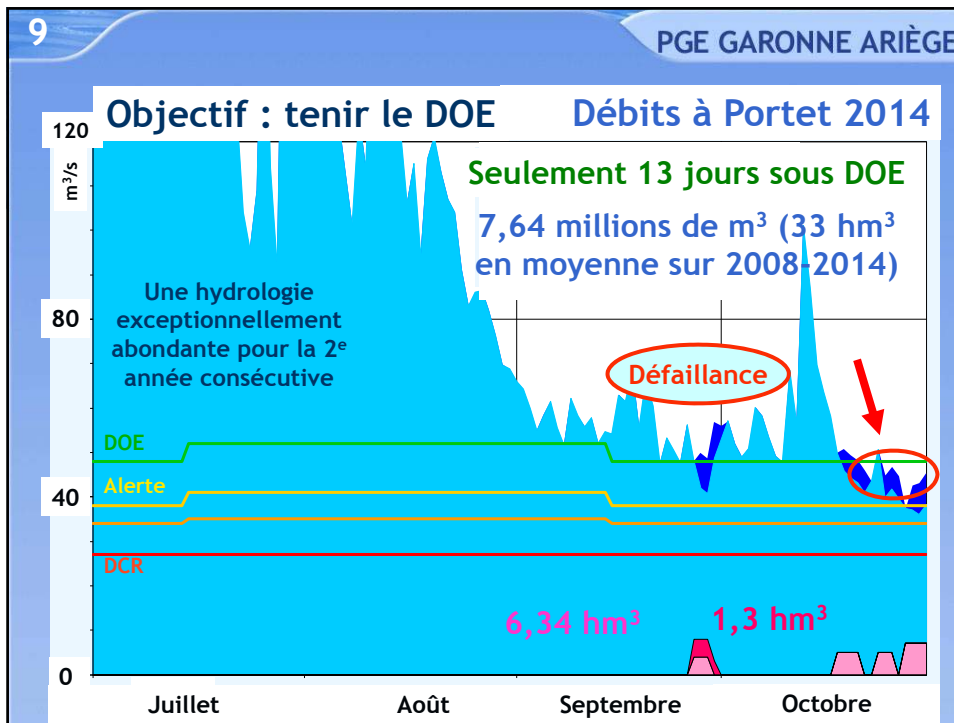 9
PGE GARONNE ARIÈGE
Objectif : tenir le DOE
Débits à Portet 2014
120
m³/s
Seulement 13 jours sous DOE
7,64 millions de m³ (33 hm³
en moyenne sur 2008-2014)
Une hydrologie
exceptionnellement
abondante pour la 2ᵉ
année consécutive
80
Défaillance
DOE
Alerte
40
DCR
6,34 hm³
1,3 hm³
0
Juillet
Août
Septembre
Octobre